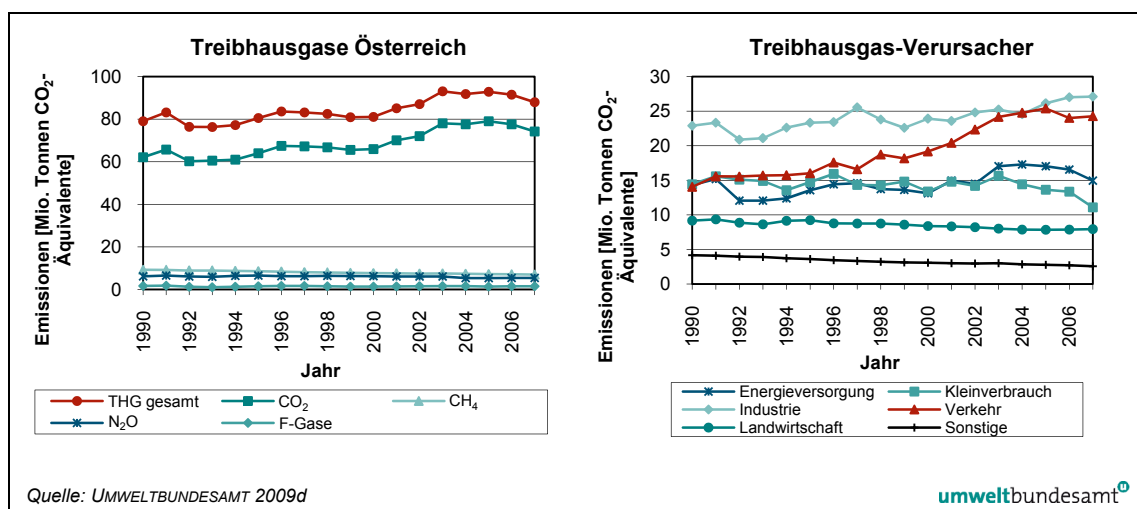 Treibhausgase Österreich
Emissionen [Mio. Tonnen CO₂-
Äquivalente]
100
80
60
40
20
0
1990
1992
1994
1996
1998
2000
2002
2004
2006
Jahr
THG gesamt
CO₂
CH₄
N₂O
F-Gase
Treibhausgas-Verursacher
Emissionen [Mio. Tonnen CO₂-
Äquivalente]
30
25
20
15
10
5
0
1990
1992
1994
1996
1998
2000
2002
2004
2006
Jahr
Energieversorgung
Kleinverbrauch
Industrie
Verkehr
Landwirtschaft
Sonstige
Quelle: UMWELTBUNDESAMT 2009d
umweltbundesamt u